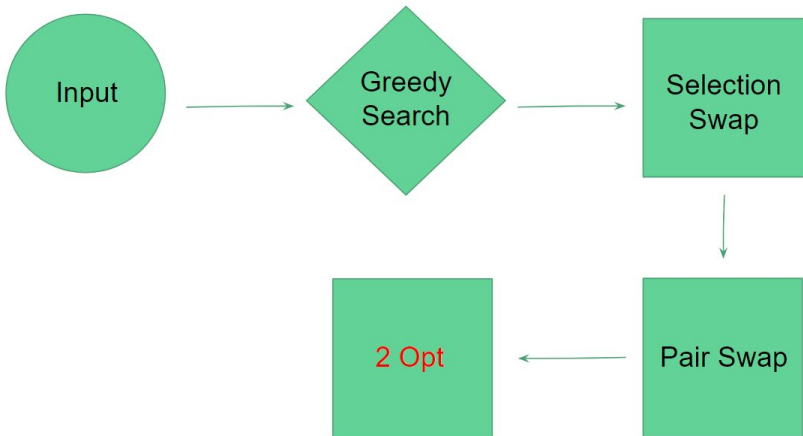 Input
Greedy
Search
Selection
Swap
2 Opt
Pair Swap